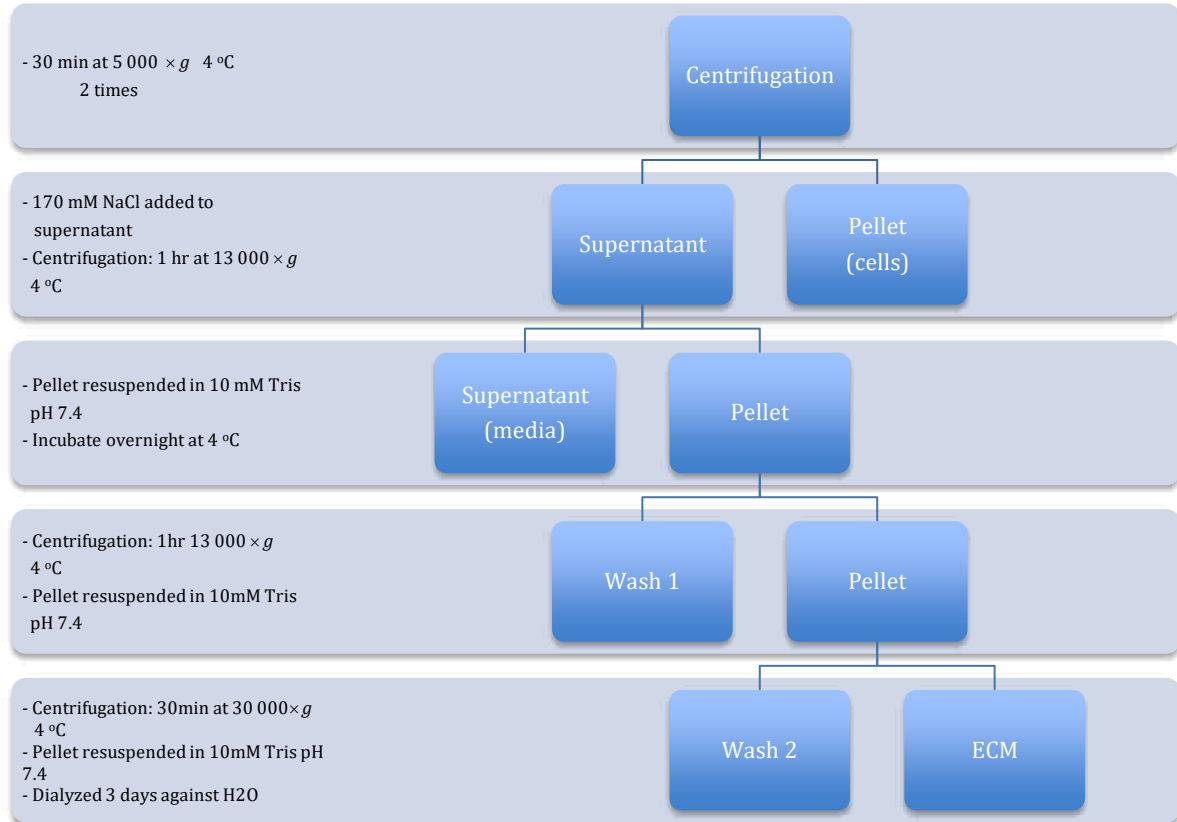 - 30 min at 5 000 × g 4 ºC
2 times
Centrifugation
- 170 mM NaCl added to
supernatant
- Centrifugation: 1 hr at 13 000 × g
4 ºC
Supernatant
Pellet
(cells)
- Pellet resuspended in 10 mM Tris
pH 7.4
- Incubate overnight at 4 ºC
Supernatant
(media)
Pellet
- Centrifugation: 1hr 13 000 × g
4 ºC
- Pellet resuspended in 10mM Tris
pH 7.4
Wash 1
Pellet
- Centrifugation: 30min at 30 000× g
4 ºC
- Pellet resuspended in 10mM Tris pH
7.4
- Dialyzed 3 days against H2O
Wash 2
ECM